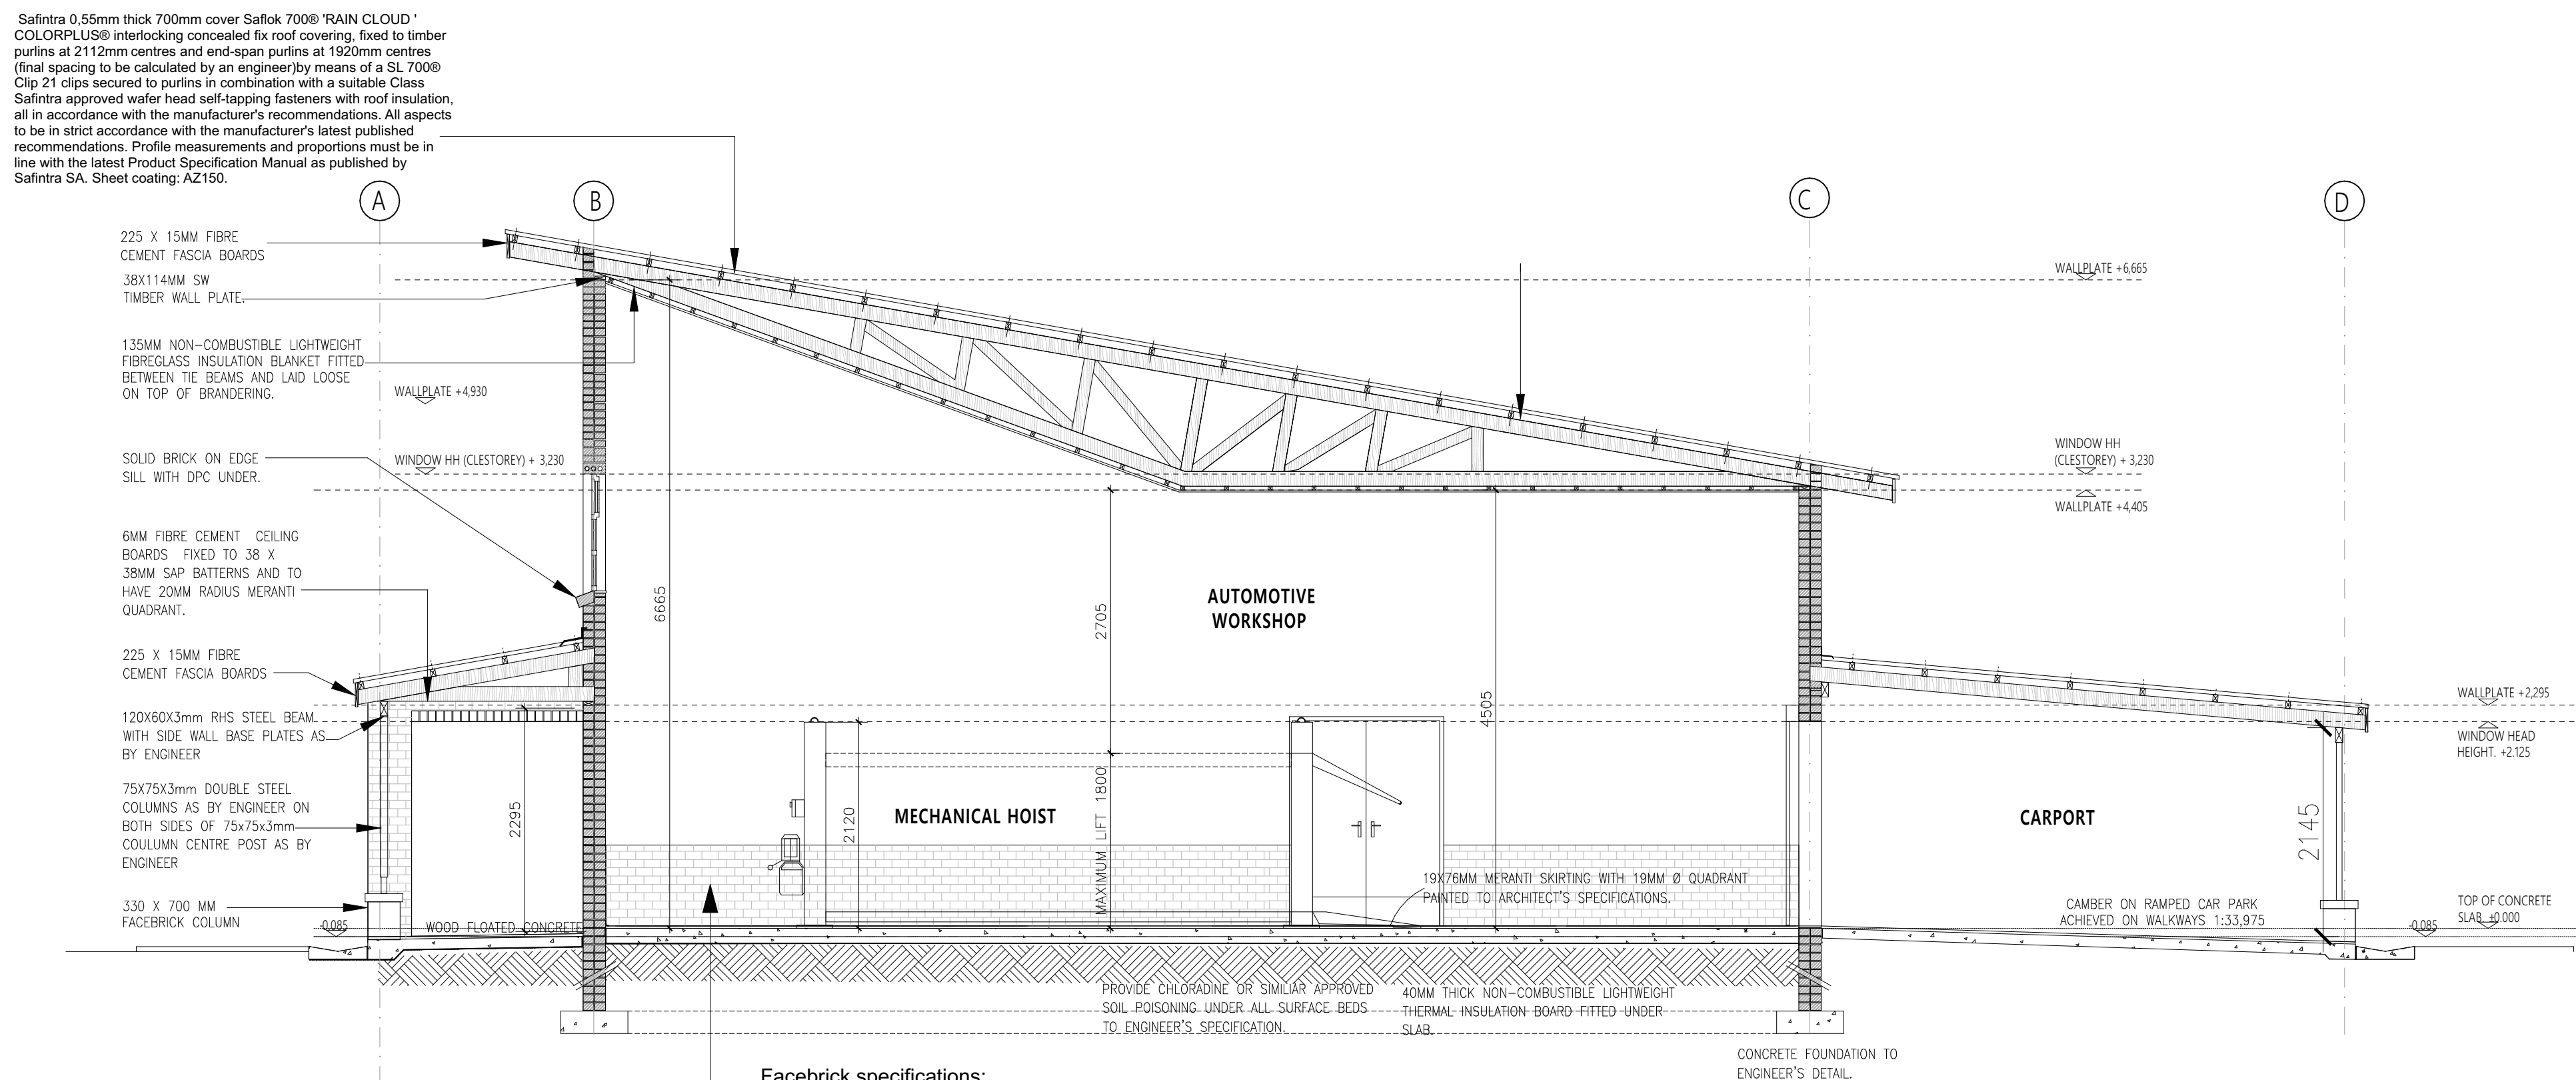 Safintra 0,55mm thick 700mm cover Saflok 700® 'RAIN CLOUD '
COLORPLUS® interlocking concealed fix roof covering, fixed to timber
purlins at 2112mm centres and end-span purlins at 1920mm centres
(final spacing to be calculated by an engineer)by means of a SL 700®
Clip 21 clips secured to purlins in combination with a suitable Class
Safintra approved wafer head self-tapping fasteners with roof insulation,
all in accordance with the manufacturer's recommendations. All aspects
to be in strict accordance with the manufacturer's latest published
recommendations. Profile measurements and proportions must be in
line with the latest Product Specification Manual as published by
Safintra SA. Sheet coating: AZ150.
A
B
C
D
225 X 15MM FIBRE
CEMENT FASCIA BOARDS
38X114MM SW
TIMBER WALL PLATE.
135MM NON-COMBUSTIBLE LIGHTWEIGHT
FIBREGLASS INSULATION BLANKET FITTED
BETWEEN TIE BEAMS AND LAID LOOSE
ON TOP OF BRANDERING.
WALLPLATE +4,930
SOLID BRICK ON EDGE
SILL WITH DPC UNDER.
WINDOW HH (CLESTOREY) + 3,230
6MM FIBRE CEMENT CEILING
BOARDS FIXED TO 38 X
38MM SAP BATTERNS AND TO
HAVE 20MM RADIUS MERANTI
QUADRANT.
225 X 15MM FIBRE
CEMENT FASCIA BOARDS
120X60X3mm RHS STEEL BEAM
WITH SIDE WALL BASE PLATES AS
BY ENGINEER
75X75X3mm DOUBLE STEEL
COLUMNS AS BY ENGINEER ON
BOTH SIDES OF 75x75x3mm
COULUMN CENTRE POST AS BY
ENGINEER
330 X 700 MM
FACEBRICK COLUMN
-0.085
WOOD FLOATED CONCRETE
2295
6665
2120
2705
MAXIMUM LIFT 1800
4505
AUTOMOTIVE
WORKSHOP
MECHANICAL HOIST
19X76MM MERANTI SKIRTING WITH 19MM Ø QUADRANT
PAINTED TO ARCHITECT'S SPECIFICATIONS.
PROVIDE CHLORADINE OR SIMILIAR APPROVED
SOIL POISONING UNDER ALL SURFACE BEDS
TO ENGINEER'S SPECIFICATION.
40MM THICK NON-COMBUSTIBLE LIGHTWEIGHT
THERMAL INSULATION BOARD FITTED UNDER
SLAB.
WALLPLATE +6,665
WINDOW HH
(CLESTOREY) + 3,230
WALLPLATE +4,405
WALLPLATE +2,295
WINDOW HEAD
HEIGHT. +2.125
CARPORT
2145
CAMBER ON RAMPED CAR PARK
ACHIEVED ON WALKWAYS 1:33,975
TOP OF CONCRETE
SLAB. ±0.000
-0.085
CONCRETE FOUNDATION TO
ENGINEER'S DETAIL.
Facebrick specifications: